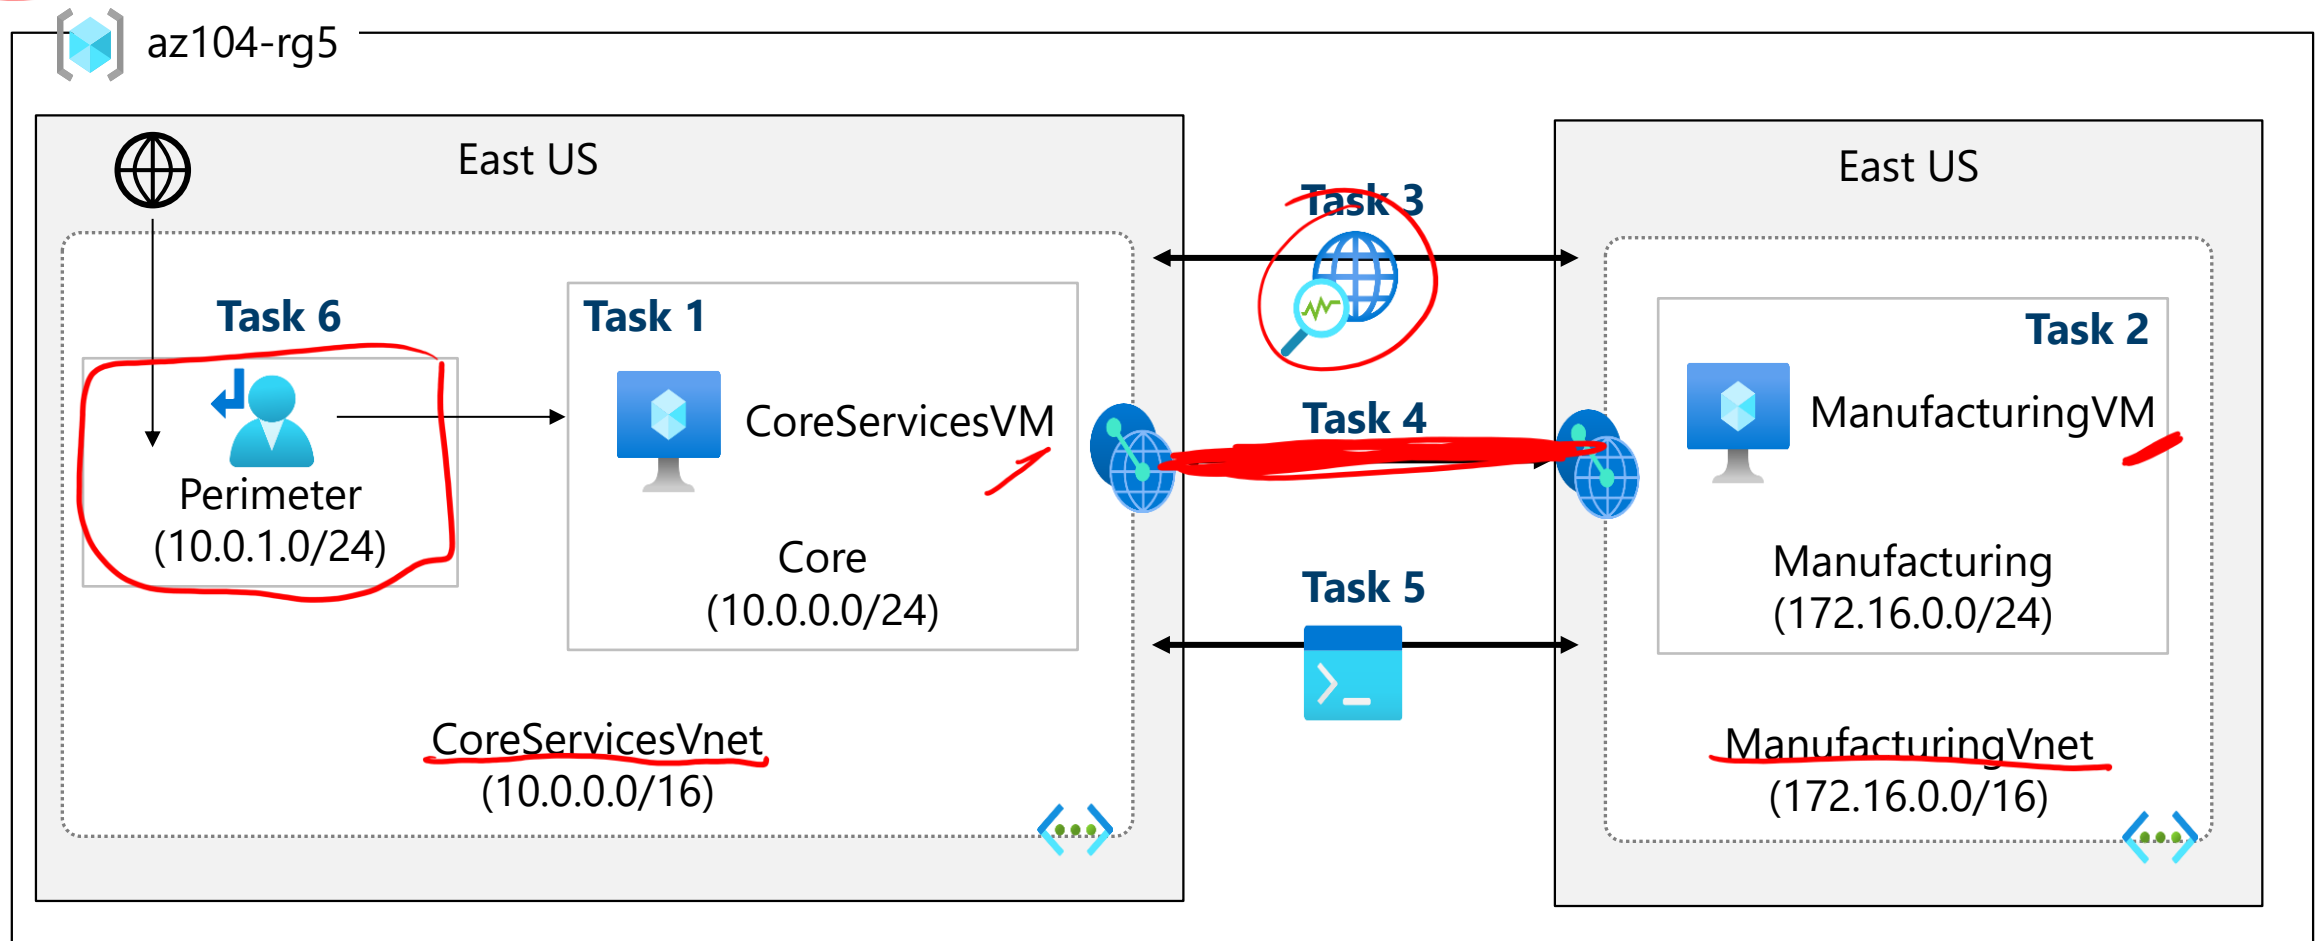 az104-rg5
East US
Task 6
Perimeter
(10.0.1.0/24)
Task 1
CoreServicesVM
Core
(10.0.0.0/24)
CoreServicesVnet
(10.0.0.0/16)
Task 3
Task 4
Task 5
East US
Task 2
ManufacturingVM
Manufacturing
(172.16.0.0/24)
ManufacturingVnet
(172.16.0.0/16)